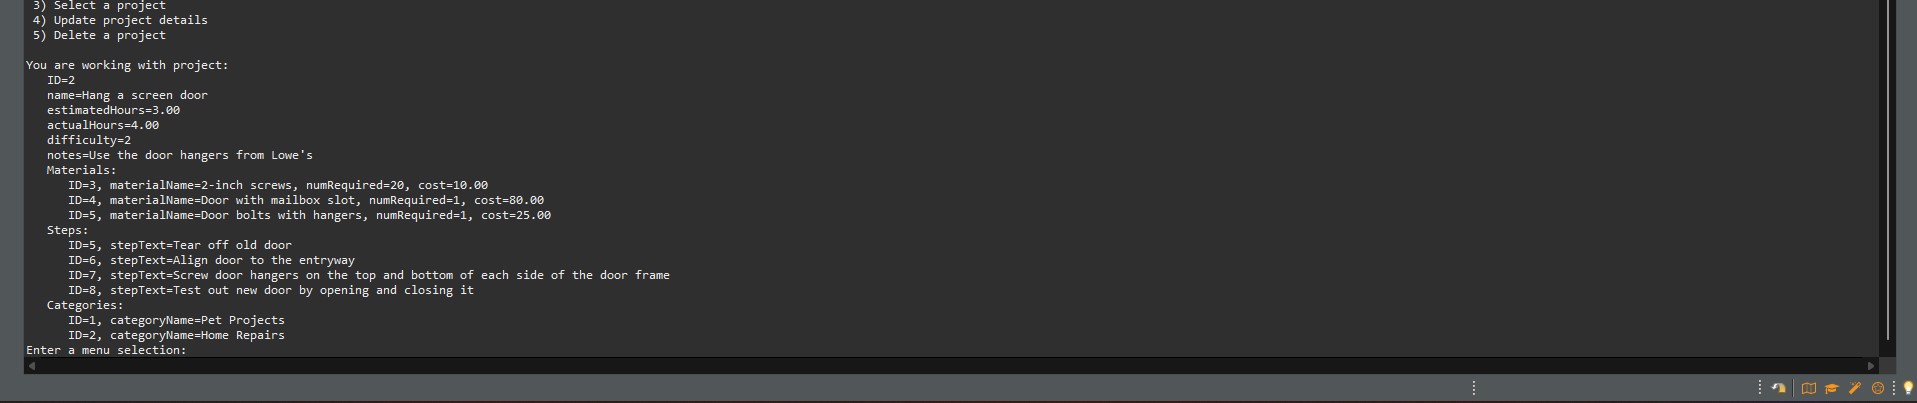 3) Select a project
4) Update project details
5) Delete a project
You are working with project:
ID=2
name=Hang a screen door
estimatedHours=3.00
actualHours=4.00
difficulty=2
notes=Use the door hangers from Lowe's
Materials:
ID=3, materialName=2-inch screws, numRequired=20, cost=10.00
ID=4, materialName=Door with mailbox slot, numRequired=1, cost=80.00
ID=5, materialName=Door bolts with hangers, numRequired=1, cost=25.00
Steps:
ID=5, stepText=Tear off old door
ID=6, stepText=Align door to the entryway
ID=7, stepText=Screw door hangers on the top and bottom of each side of the door frame
ID=8, stepText=Test out new door by opening and closing it
Categories:
ID=1, categoryName=Pet Projects
ID=2, categoryName=Home Repairs
Enter a menu selection: